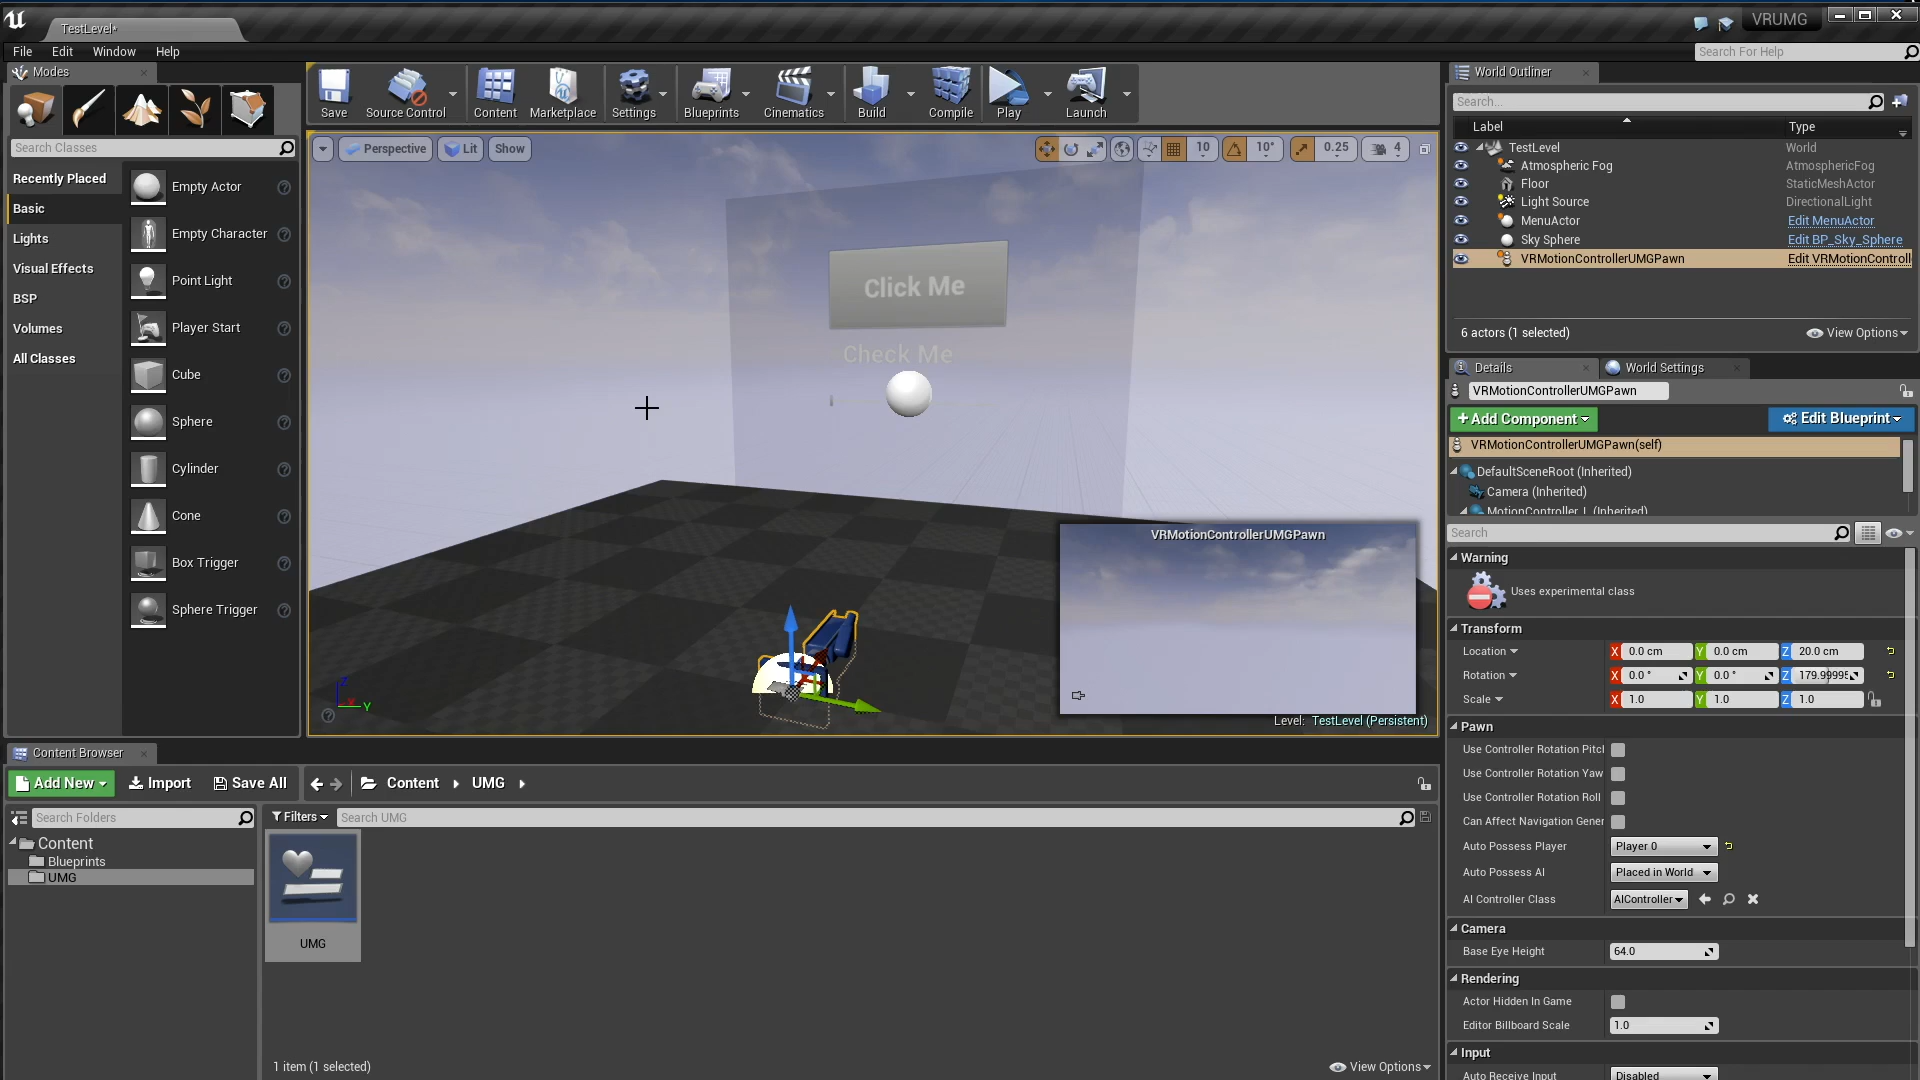 TestLevel*
VRUMG
File Edit Window Help
Search For Help
Modes
Search Classes
Recently Placed
Basic
Lights
Visual Effects
BSP
Volumes
All Classes
Empty Actor
Empty Character
Point Light
Player Start
Cube
Sphere
Cylinder
Cone
Box Trigger
Sphere Trigger
Save
Source Control
Content
Marketplace
Settings
Blueprints
Cinematics
Build
Compile
Play
Launch
Perspective
Lit
Show
10
10°
0.25
4
Click Me
Check Me
VRMotionControllerUMGPawn
Z
X
Y
Level: TestLevel (Persistent)
World Outliner
Search...
Label Type
TestLevel World
Atmospheric Fog AtmosphericFog
Floor StaticMeshActor
Light Source DirectionalLight
MenuActor Edit MenuActor
Sky Sphere Edit BP_Sky_Sphere
VRMotionControllerUMGPawn Edit VRMotionControll
6 actors (1 selected)
View Options
Details
World Settings
VRMotionControllerUMGPawn
+Add Component
Edit Blueprint
VRMotionControllerUMGPawn(self)
DefaultSceneRoot (Inherited)
Camera (Inherited)
MotionController_L (Inherited)
Search
Warning
Uses experimental class
Transform
Location X 0.0 cm Y 0.0 cm Z 20.0 cm
Rotation X 0.0 ° Y 0.0 ° Z 179.99995
Scale X 1.0 Y 1.0 Z 1.0
Pawn
Use Controller Rotation Pitcl
Use Controller Rotation Yaw
Use Controller Rotation Roll
Can Affect Navigation Gener
Auto Possess Player Player 0
Auto Possess AI Placed in World
AI Controller Class AIController
Camera
Base Eye Height 64.0
Rendering
Actor Hidden In Game
Editor Billboard Scale 1.0
Input
Auto Receive Input Disabled
Content Browser
Add New
Import
Save All
Content
UMG
Search Folders
Filters
Search UMG
Content
Blueprints
UMG
UMG
1 item (1 selected)
View Options